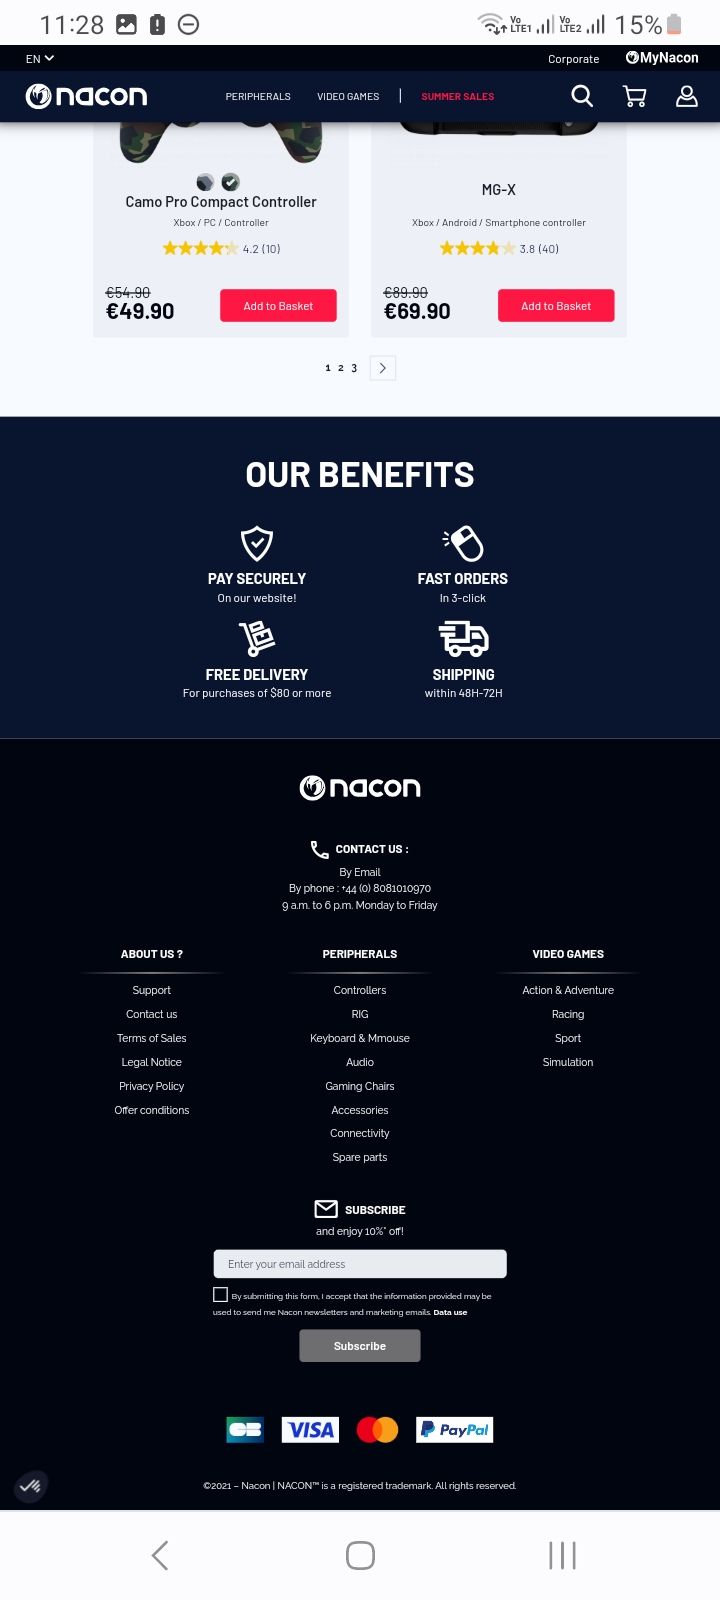 11:28
Vo LTE1 Vo LTE2 15%
EN
Corporate
MyNacon
nacon
PERIPHERALS VIDEO GAMES | SUMMER SALES
Camo Pro Compact Controller
Xbox / PC / Controller
4.2 (10)
€54.90
€49.90
Add to Basket
MG-X
Xbox / Android / Smartphone controller
3.8 (40)
€89.90
€69.90
Add to Basket
1 2 3
OUR BENEFITS
PAY SECURELY
On our website!
FAST ORDERS
In 3-click
FREE DELIVERY
For purchases of $80 or more
SHIPPING
within 48H-72H
nacon
CONTACT US :
By Email
By phone : +44 (0) 8081010970
9 a.m. to 6 p.m. Monday to Friday
ABOUT US ?
Support
Contact us
Terms of Sales
Legal Notice
Privacy Policy
Offer conditions
PERIPHERALS
Controllers
RIG
Keyboard & Mmouse
Audio
Gaming Chairs
Accessories
Connectivity
Spare parts
VIDEO GAMES
Action & Adventure
Racing
Sport
Simulation
SUBSCRIBE
and enjoy 10%* off!
Enter your email address
By submitting this form, I accept that the information provided may be
used to send me Nacon newsletters and marketing emails. Data use
Subscribe
CB VISA PayPal
©2021 – Nacon | NACON™ is a registered trademark. All rights reserved.